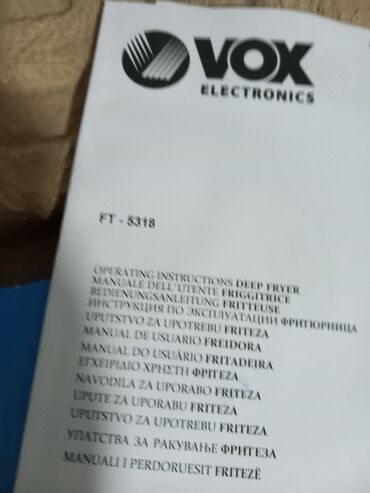 VOX
ELECTRONICS
FT - 5318
OPERATING INSTRUCTIONS DEEP FRYER
MANUALE DELL'UTENTE FRIGGITRICE
BEDIENUNGSANLEITUNG FRITTEUSE
ИНСТРУКЦИЯ ПО ЭКСПЛУАТАЦИИ ФРИТЮРНИЦА
UPUTSTVO ZA UPOTREBU FRITEZA
MANUAL DE USUARIO FREIDORA
MANUAL DO USUÁRIO FRITADEIRA
ΕΓΧΕΙΡΙΔΙΟ ΧΡΗΣΤΗ ΦΡΙΤΕΖΑ
NAVODILA ZA UPORABO FRITEZA
UPUTE ZA UPORABU FRITEZA
UPUTSTVO ZA UPOTREBU FRITEZA
УПАТСТВА ЗА РАКУВАЊЕ ФРИТЕЗА
MANUALI I PERDORUESIT FRITEZË